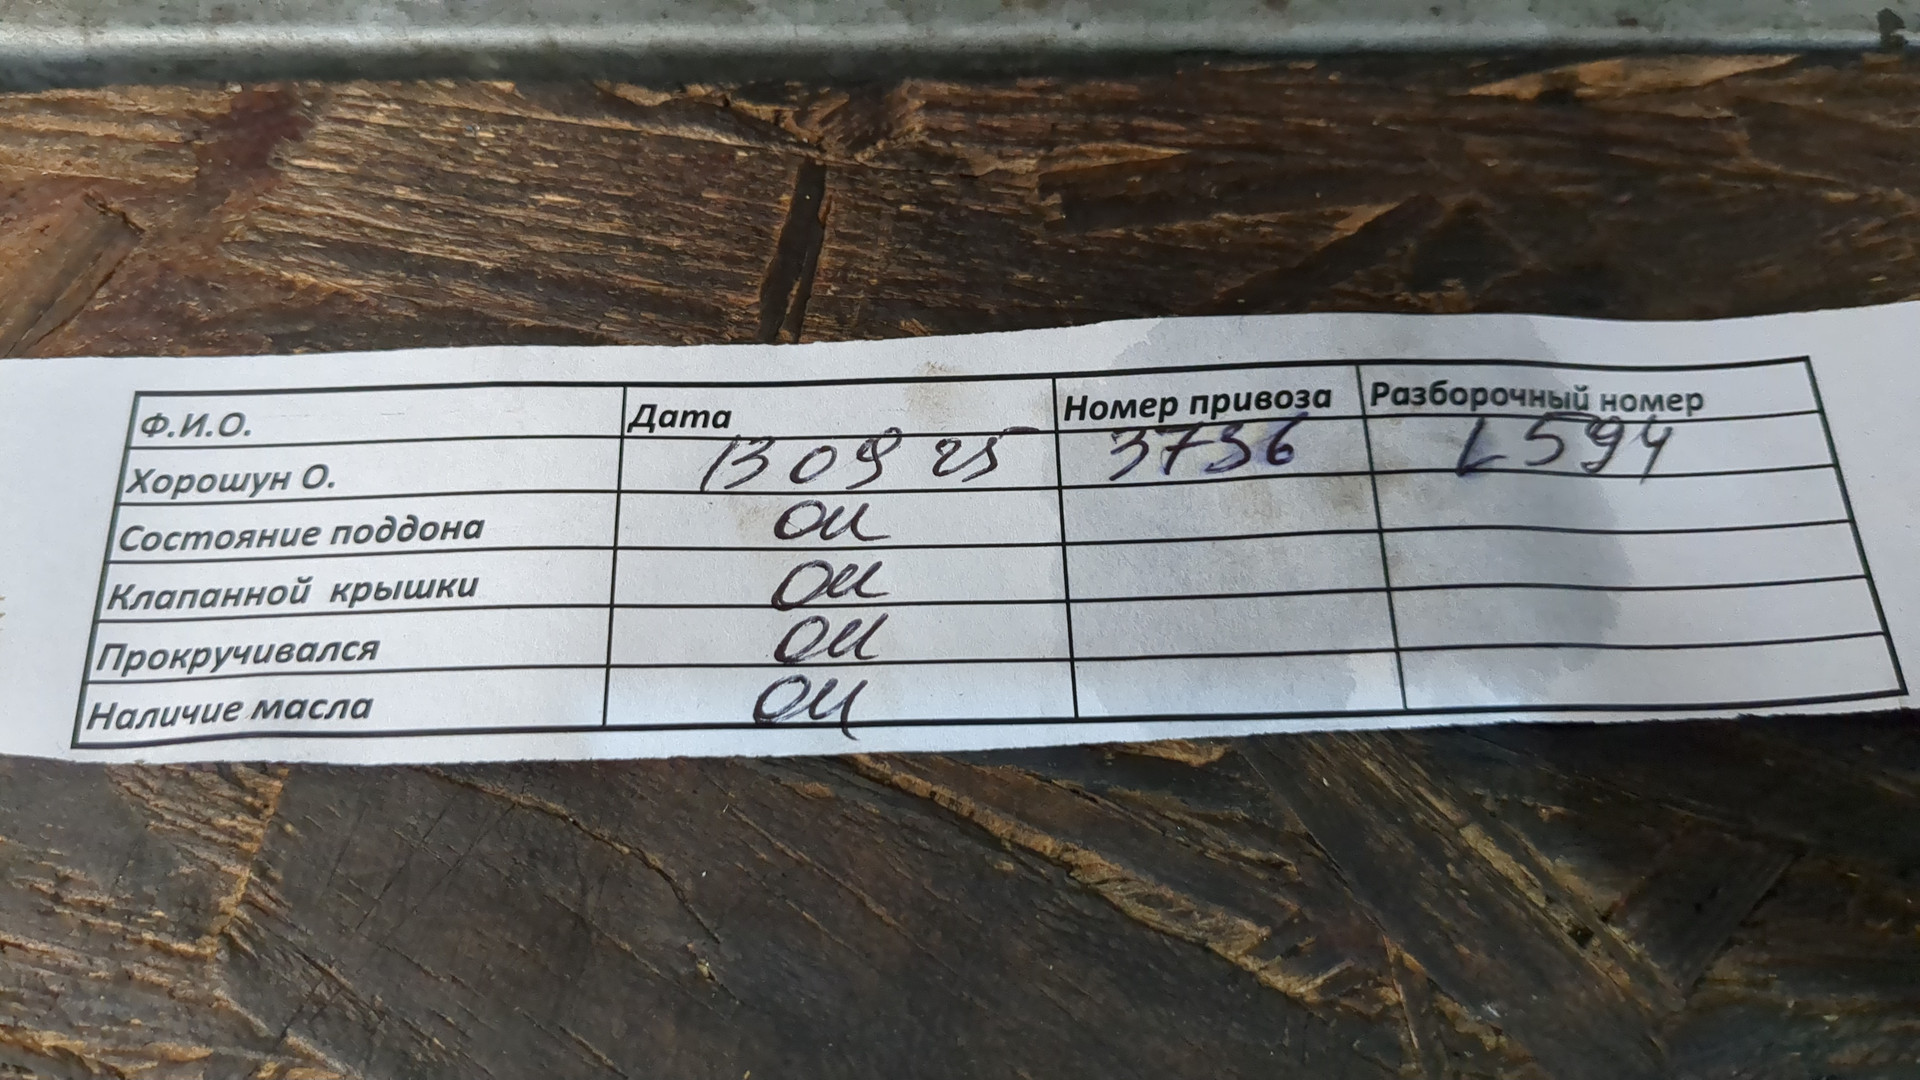 Ф.И.О. Дата Номер привоза Разборочный номер
Хорошун О. 13 09 25 3736 L594
Состояние поддона ок
Клапанной крышки ок
Прокручивался ок
Наличие масла ок